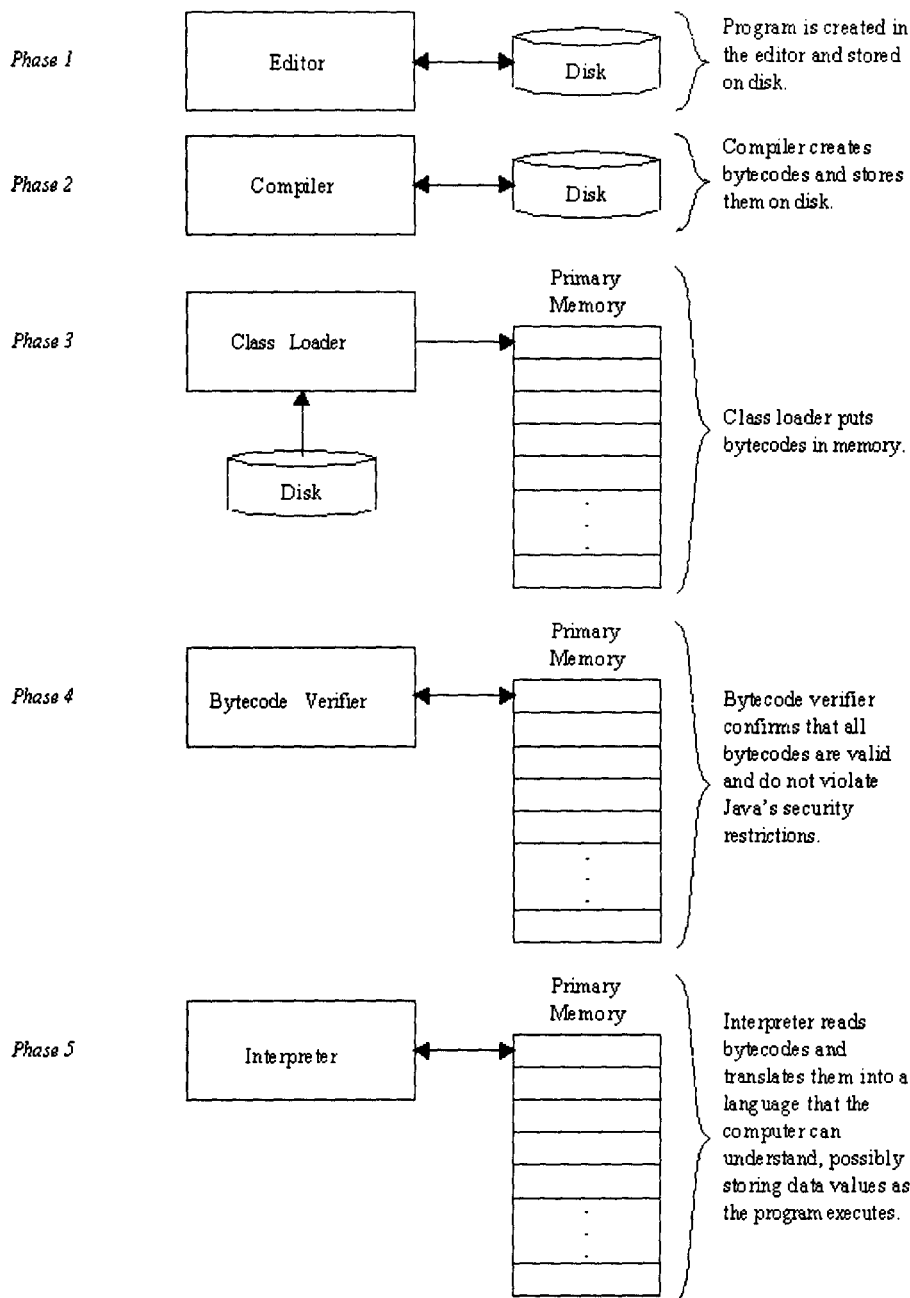 Phase 1
Editor
Disk
Program is created in
the editor and stored
on disk.
Phase 2
Compiler
Disk
Compiler creates
bytecodes and stores
them on disk.
Phase 3
Class Loader
Disk
Primary
Memory
.
.
.
Class loader puts
bytecodes in memory.
Phase 4
Bytecode Verifier
Primary
Memory
.
.
.
Bytecode verifier
confirms that all
bytecodes are valid
and do not violate
Java's security
restrictions.
Phase 5
Interpreter
Primary
Memory
.
.
.
Interpreter reads
bytecodes and
translates them into a
language that the
computer can
understand, possibly
storing data values as
the program executes.